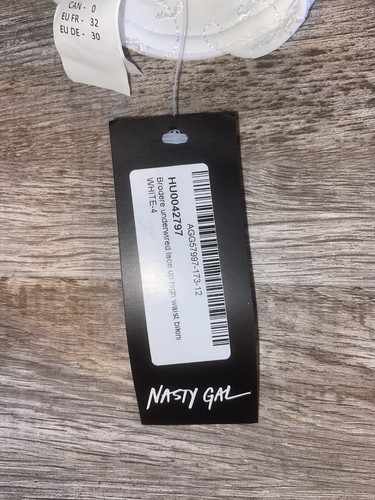 CAN - 0
EU FR - 32
EU DE - 30
AGG57997-173-12
HU0042797
Brodere underwired lace up high waist bikini
WHITE-4
NASTY GAL